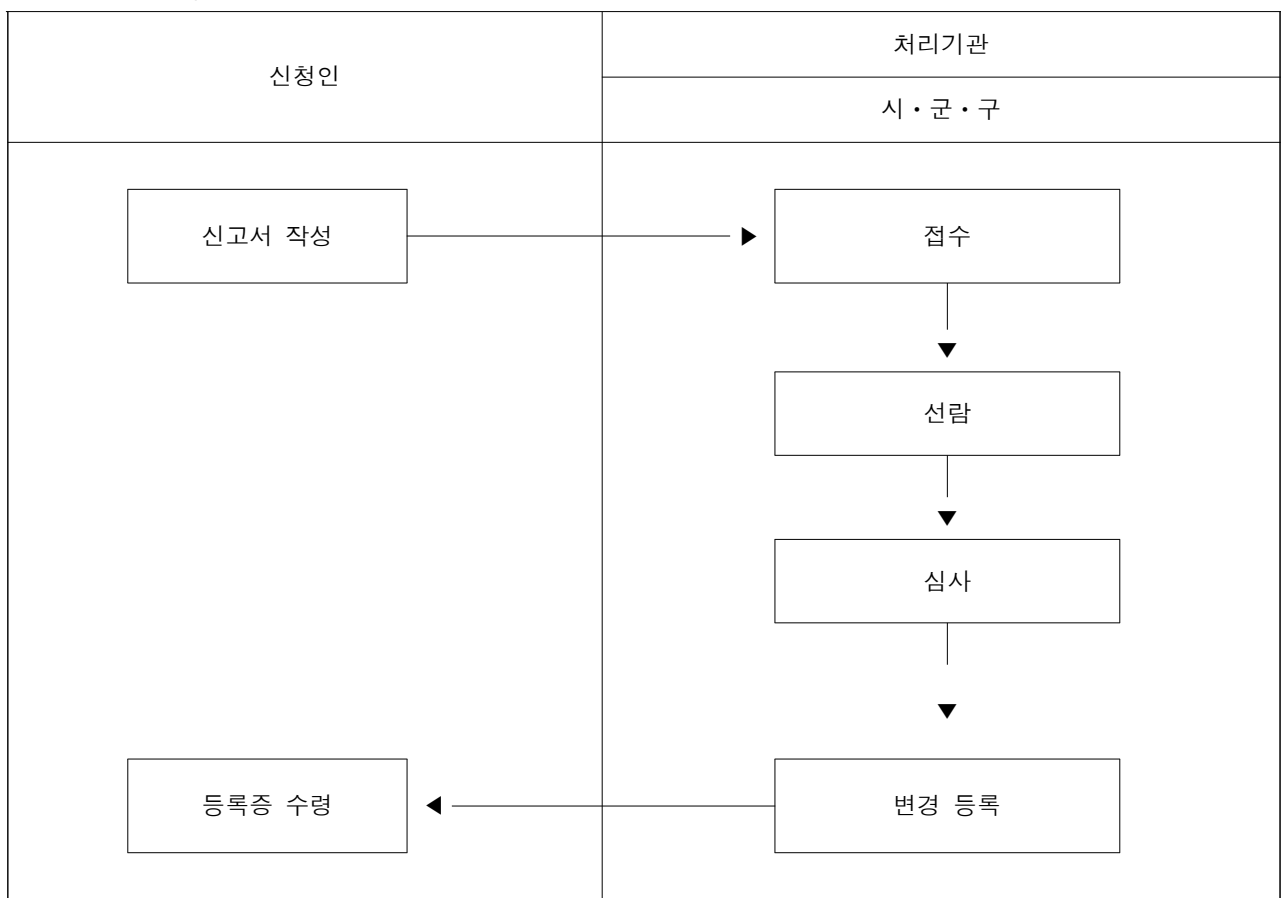 신청인
처리기관
시・군・구
신고서 작성
접수
선람
심사
등록증 수령
변경 등록